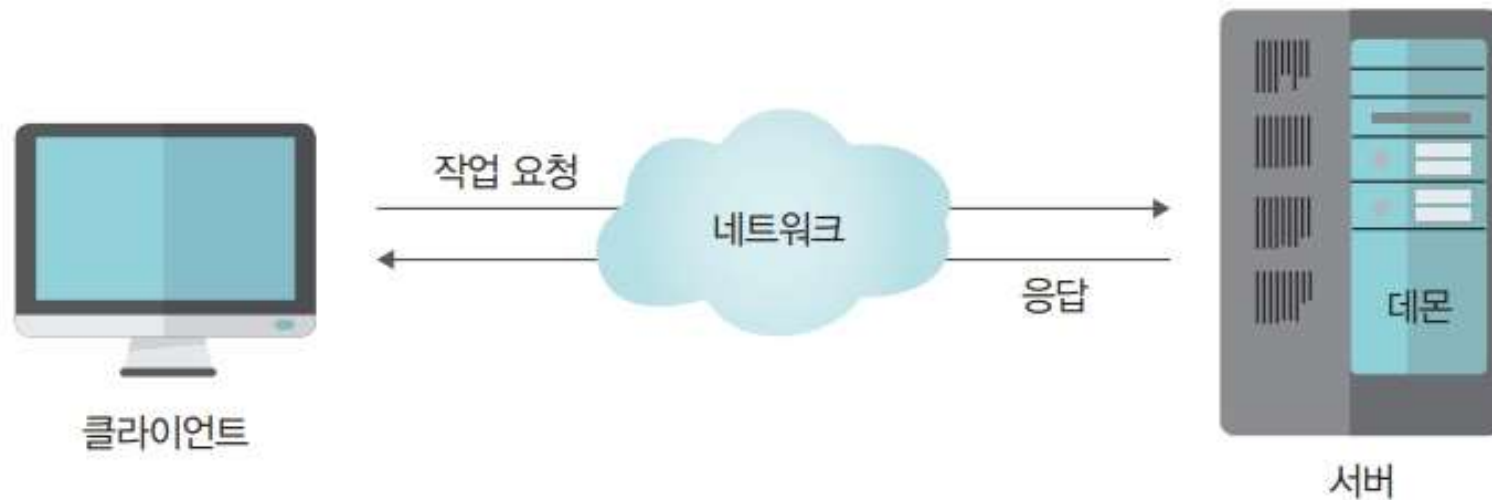 작업 요청
네트워크
응답
데몬
클라이언트
서버